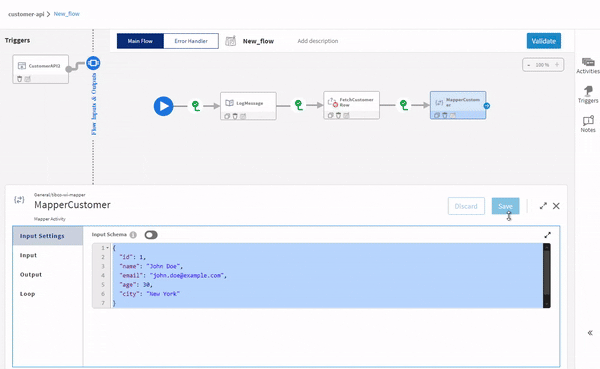 customer-api > New_flow
Triggers
Main Flow
Error Handler
New_flow
Add description
Validate
CustomerAPI3
Flow Inputs & Outputs
- 100 % +
LogMessage
FetchCustomer
Row
MapperCustom
er
Activities
Triggers
Notes
General/tibco-wi-mapper
MapperCustomer
Mapper Activity
Discard
Save
Input Settings
Input
Output
Loop
Input Schema
1 {
2 "id": 1,
3 "name": "John Doe",
4 "email": "john.doe@example.com",
5 "age": 30,
6 "city": "New York"
7 }